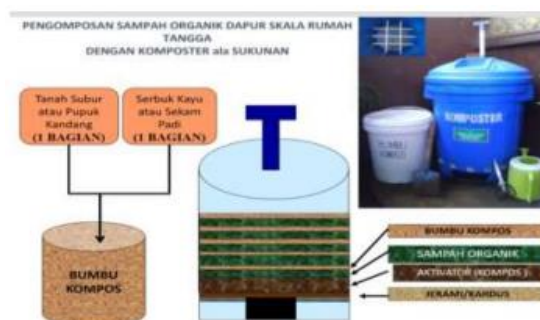 PENGOMPOSAN SAMPAH ORGANIK DAPUR SKALA RUMAH
TANGGA
DENGAN KOMPOSTER ala SUKUNAN
Tanah Subur
atau Pupuk
Kandang
(1 BAGIAN)
Serbuk Kayu
atau Sekam
Padi
(1 BAGIAN)
BUMBU
KOMPOS
KOMPOSTER
BUMBU KOMPOS
SAMPAH ORGANIK
AKTIVATOR (KOMPOS )
JERAMI/KARDUS